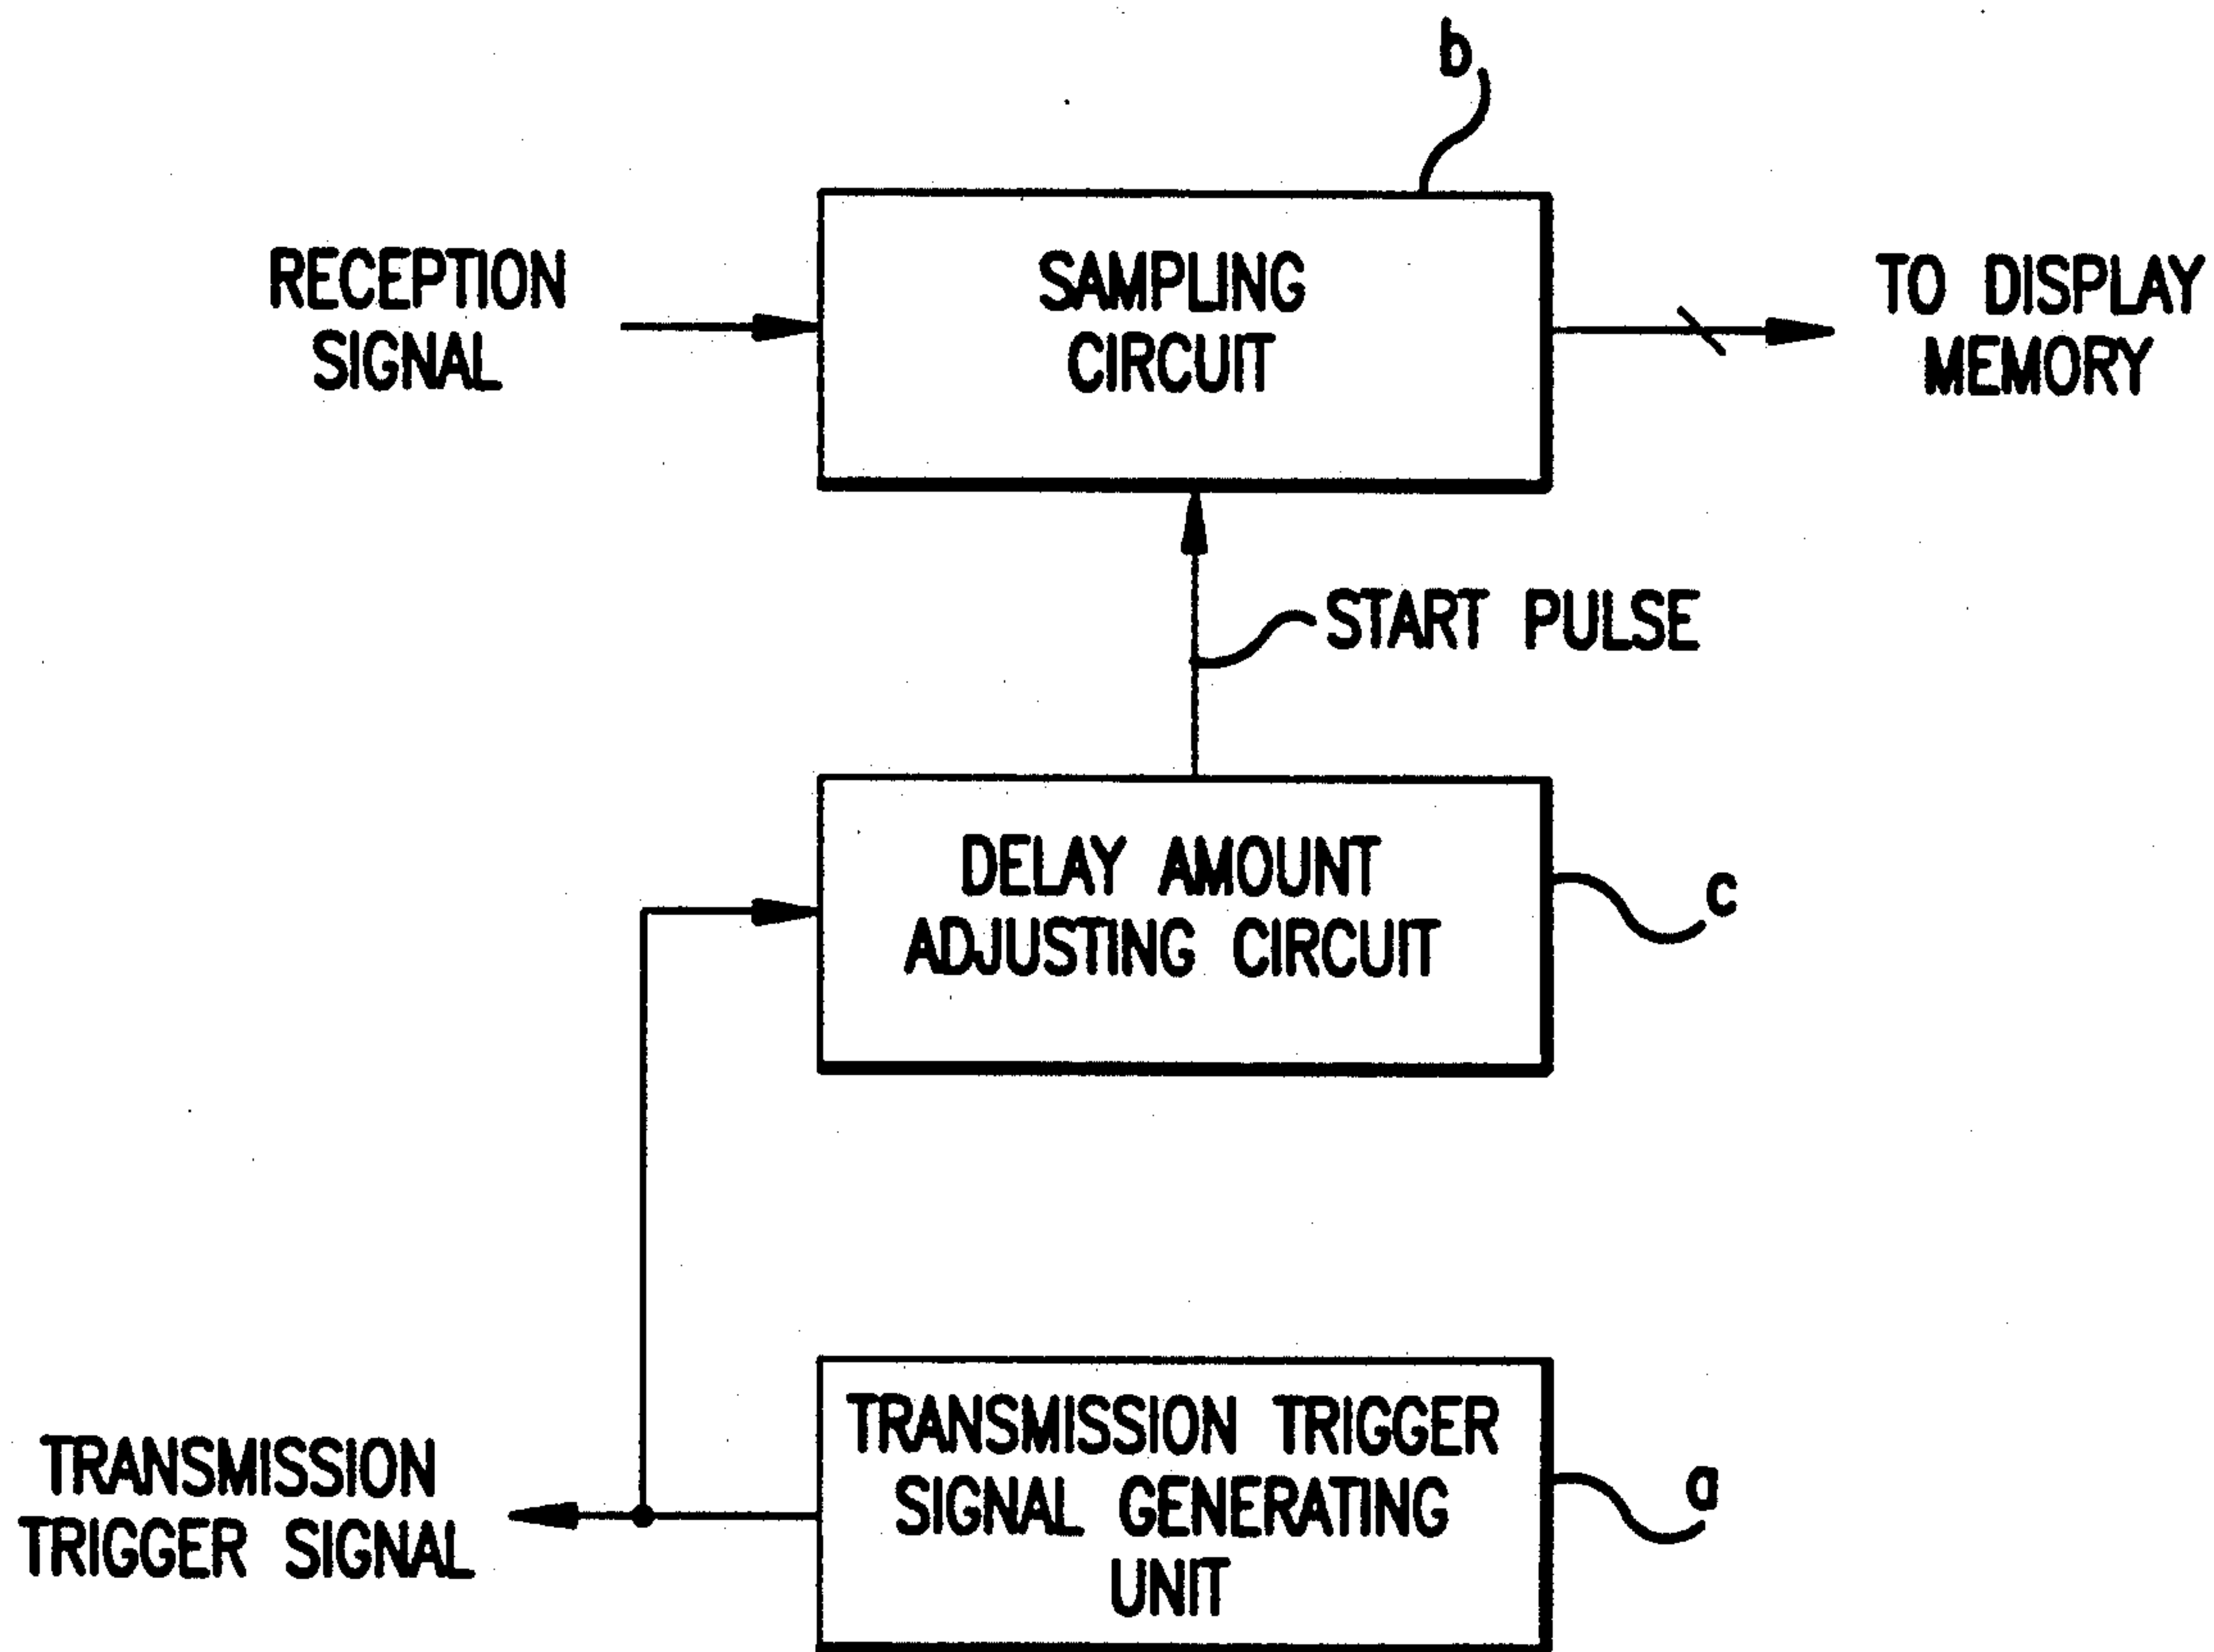 b
RECEPTION
SIGNAL
SAMPLING
CIRCUIT
TO DISPLAY
MEMORY
START PULSE
DELAY AMOUNT
ADJUSTING CIRCUIT
c
TRANSMISSION
TRIGGER SIGNAL
TRANSMISSION TRIGGER
SIGNAL GENERATING
UNIT
a